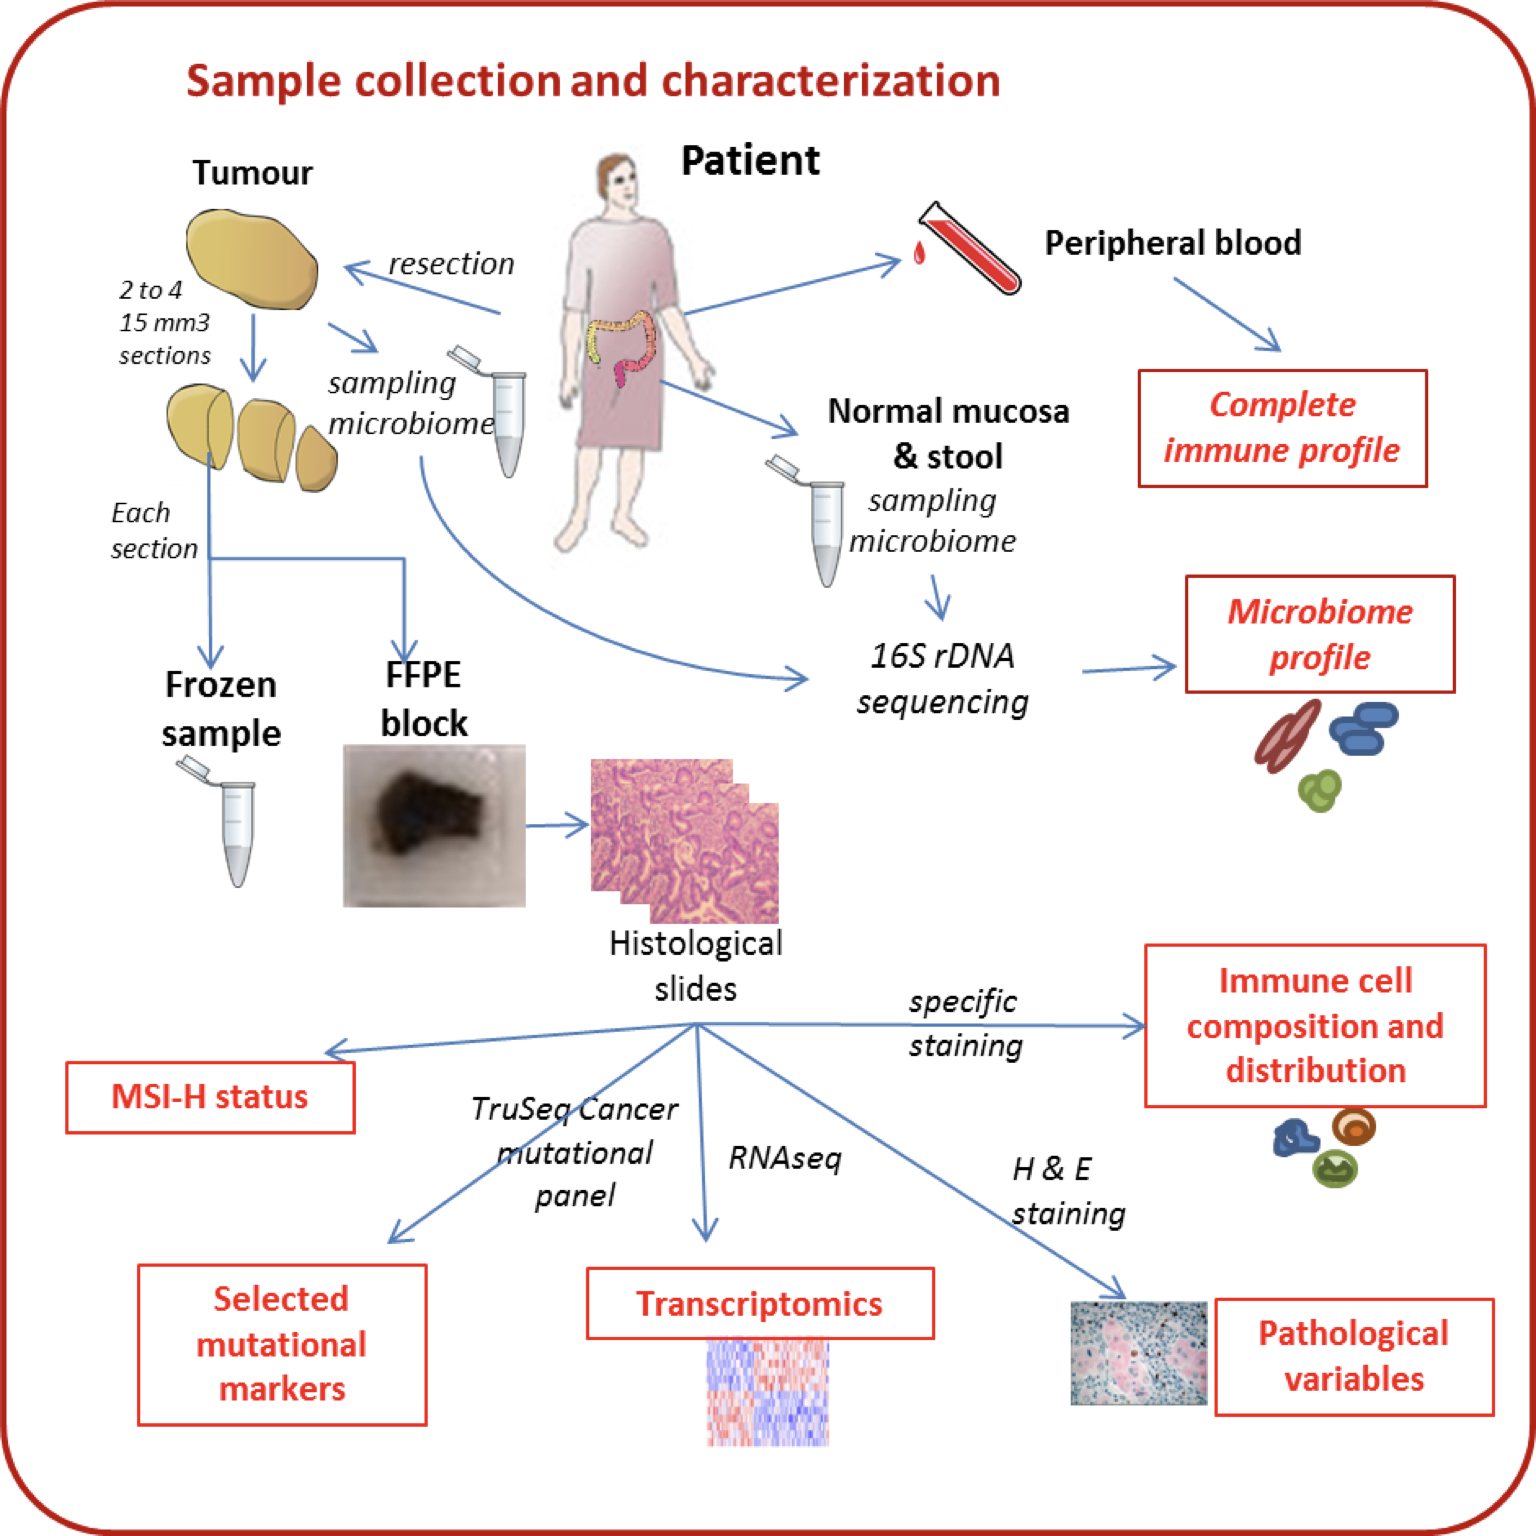 Sample collection and characterization
Patient
Tumour
resection
Peripheral blood
2 to 4
15 mm3
sections
sampling
microbiome
Normal mucosa
& stool
sampling
microbiome
Complete
immune profile
Each
section
16S rDNA
sequencing
Microbiome
profile
Frozen
sample
FFPE
block
Histological
slides
specific
staining
Immune cell
composition and
distribution
MSI-H status
TruSeq Cancer
mutational
panel
RNAseq
H & E
staining
Selected
mutational
markers
Transcriptomics
Pathological
variables